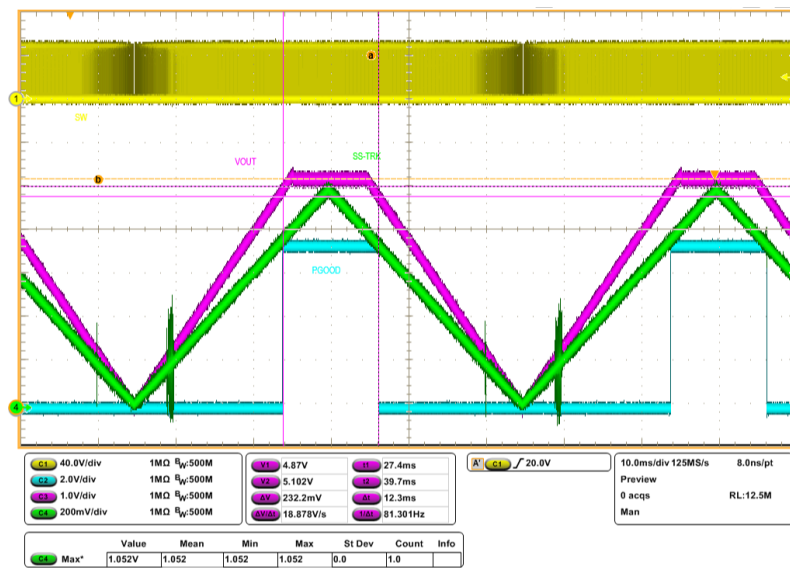 a
1
SW
VOUT
SS-TRK
b
PGOOD
4
C1 40.0V/div 1MΩ BW:500M
C2 2.0V/div 1MΩ BW:500M
C3 1.0V/div 1MΩ BW:500M
C4 200mV/div 1MΩ BW:500M
V1 4.87V t1 27.4ms
V2 5.102V t2 39.7ms
ΔV 232.2mV Δt 12.3ms
ΔV/Δt 18.878V/s 1/Δt 81.301Hz
A' C1 20.0V
10.0ms/div 125MS/s 8.0ns/pt
Preview
0 acqs RL:12.5M
Man
Value Mean Min Max St Dev Count Info
C4 Max* 1.052V 1.052 1.052 1.052 0.0 1.0